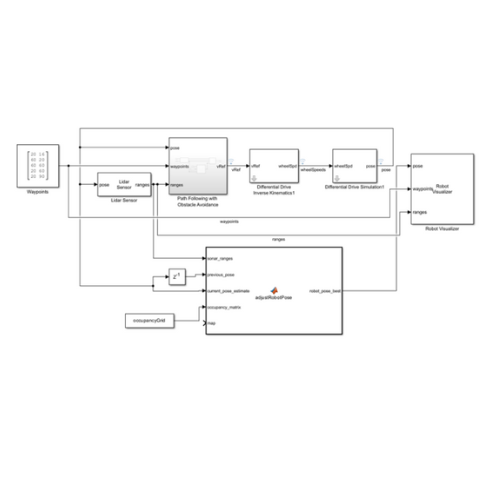 pose
waypoints
ranges
vRef
vRef
Path Following with
Obstacle Avoidance
Waypoints
pose
Lidar
Sensor
ranges
Lidar Sensor
vRef
wheelSpd
wheelSpeeds
Differential Drive
Inverse Kinematics1
wheelSpd
pose
pose
Differential Drive Simulation1
pose
waypoints
ranges
Robot
Visualizer
Robot Visualizer
waypoints
ranges
sonar_ranges
previous_pose
current_pose_estimate
occupancy_matrix
map
adjustRobotPose
robot_pose_best
z⁻¹
occupancyGrid